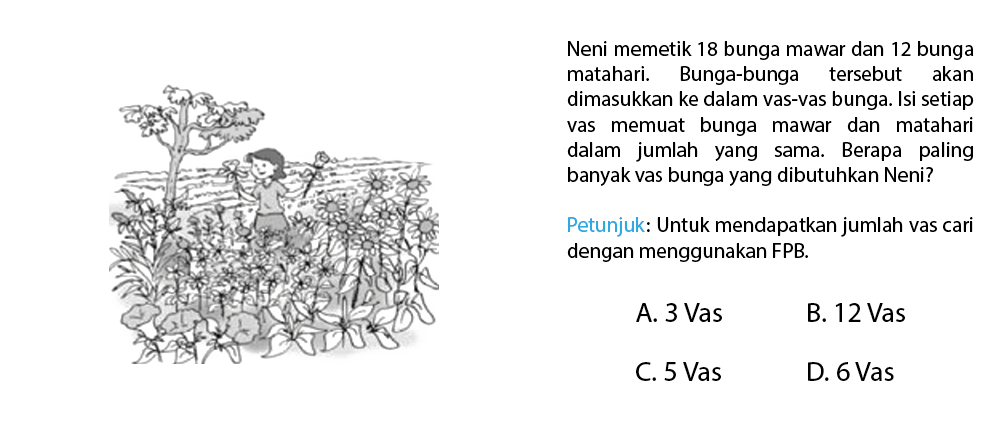 Neni memetik 18 bunga mawar dan 12 bunga
matahari. Bunga-bunga tersebut akan
dimasukkan ke dalam vas-vas bunga. Isi setiap
vas memuat bunga mawar dan matahari
dalam jumlah yang sama. Berapa paling
banyak vas bunga yang dibutuhkan Neni?
Petunjuk: Untuk mendapatkan jumlah vas cari
dengan menggunakan FPB.
A. 3 Vas
B. 12 Vas
C. 5 Vas
D. 6 Vas